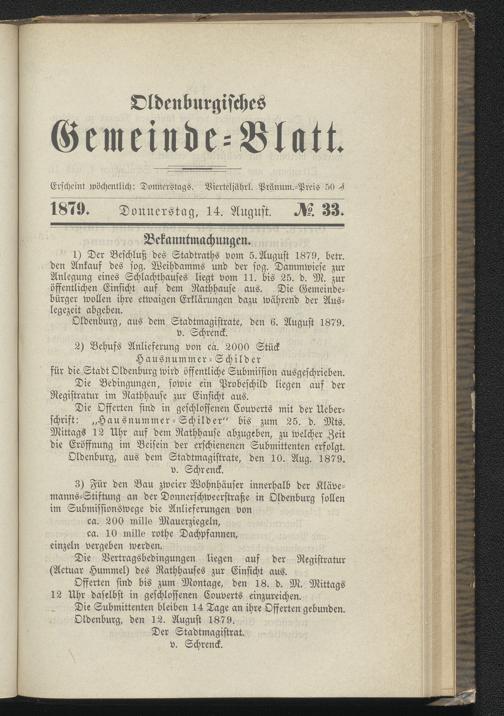 Oldenburgisches
Gemeinde-Blatt.
Erscheint wöchentlich: Donnerstags. Vierteljährl. Pränum.-Preis 50 ₰
1879. Donnerstag, 14. August. № 33.
Bekanntmachungen.
1) Der Beschluß des Stadtraths vom 5. August 1879, betr.
den Ankauf des sog. Weihdamms und der sog. Dammwiese zur
Anlegung eines Schlachthauses liegt vom 11. bis 25. d. M. zur
öffentlichen Einsicht auf dem Rathhause aus. Die Gemeinde-
bürger wollen ihre etwaigen Erklärungen dazu während der Aus-
legezeit abgeben.
Oldenburg, aus dem Stadtmagistrate, den 6. August 1879.
v. Schrenck.
2) Behufs Anlieferung von ca. 2000 Stück
Hausnummer-Schilder
für die Stadt Oldenburg wird öffentliche Submission ausgeschrieben.
Die Bedingungen, sowie ein Probeschild liegen auf der
Registratur im Rathhause zur Einsicht aus.
Die Offerten sind in geschlossenen Couverts mit der Ueber-
schrift: „Hausnummer-Schilder“ bis zum 25. d. Mts.
Mittags 12 Uhr auf dem Rathhause abzugeben, zu welcher Zeit
die Eröffnung im Beisein der erschienenen Submittenten erfolgt.
Oldenburg, aus dem Stadtmagistrate, den 10. Aug. 1879.
v. Schrenck.
3) Für den Bau zweier Wohnhäuser innerhalb der Kläve-
manns-Stiftung an der Donnerschweerstraße in Oldenburg sollen
im Submissionswege die Anlieferungen von
ca. 200 mille Mauerziegeln,
ca. 10 mille rothe Dachpfannen,
einzeln vergeben werden.
Die Vertragsbedingungen liegen auf der Registratur
(Actuar Hummel) des Rathhauses zur Einsicht aus.
Offerten sind bis zum Montage, den 18. d. M. Mittags
12 Uhr daselbst in geschlossenen Couverts einzureichen.
Die Submittenten bleiben 14 Tage an ihre Offerten gebunden.
Oldenburg, den 12. August 1879.
Der Stadtmagistrat.
v. Schrenck.